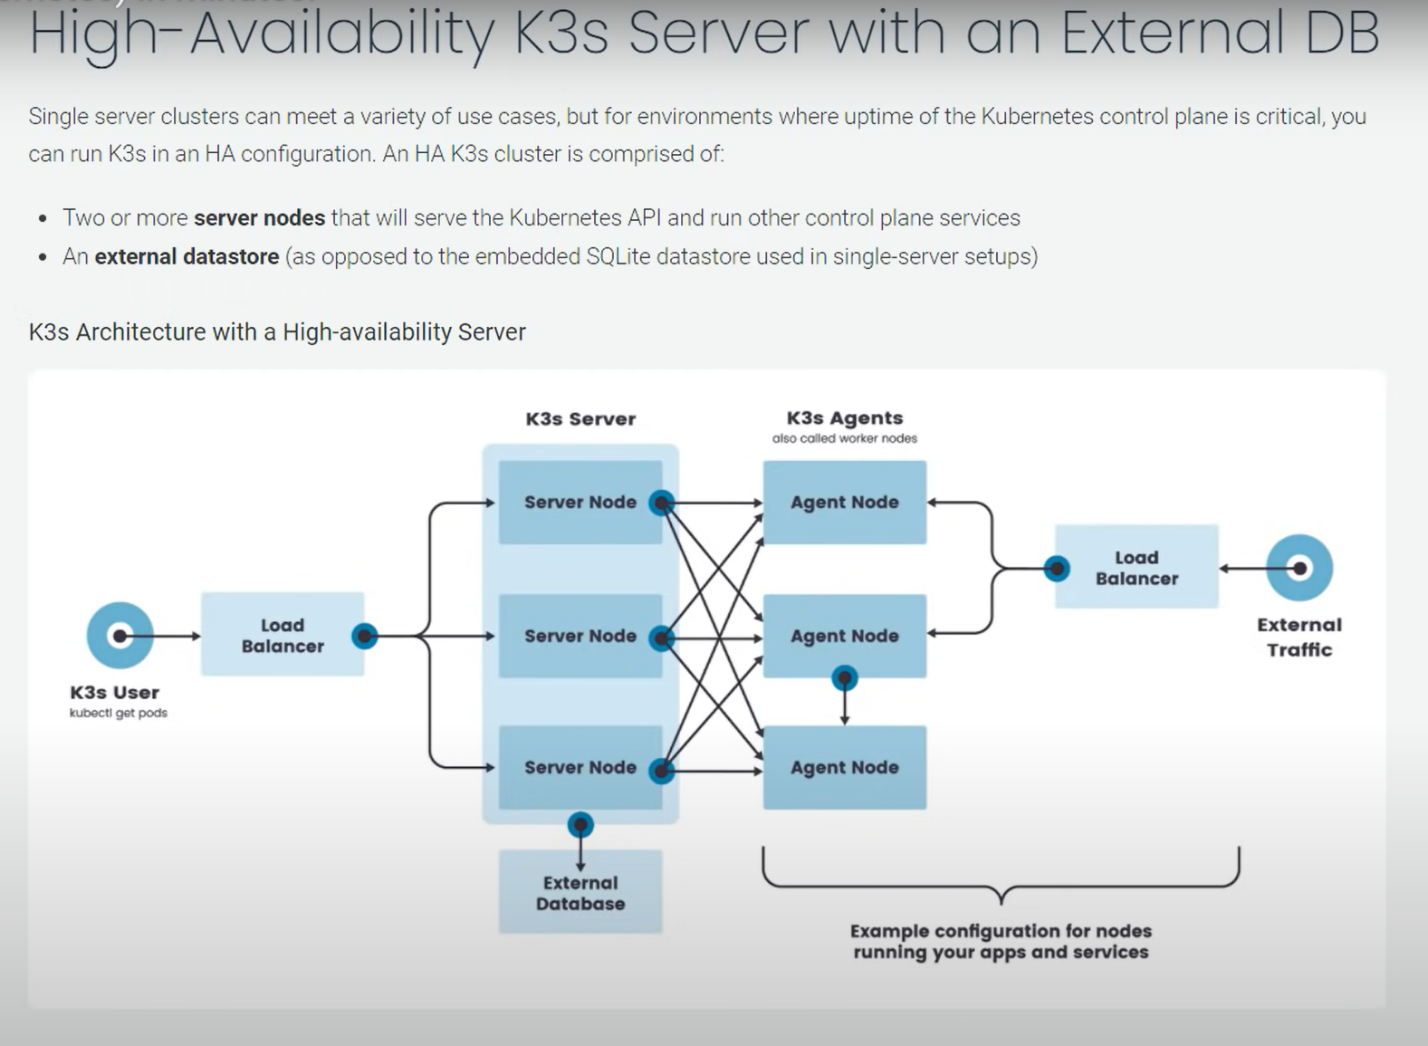 High-Availability K3s Server with an External DB
Single server clusters can meet a variety of use cases, but for environments where uptime of the Kubernetes control plane is critical, you
can run K3s in an HA configuration. An HA K3s cluster is comprised of:
• Two or more server nodes that will serve the Kubernetes API and run other control plane services
• An external datastore (as opposed to the embedded SQLite datastore used in single-server setups)
K3s Architecture with a High-availability Server
K3s Server
K3s Agents
also called worker nodes
Server Node
Agent Node
Load
Balancer
External
Traffic
Load
Balancer
Server Node
Agent Node
K3s User
kubectl get pods
Server Node
Agent Node
External
Database
Example configuration for nodes
running your apps and services